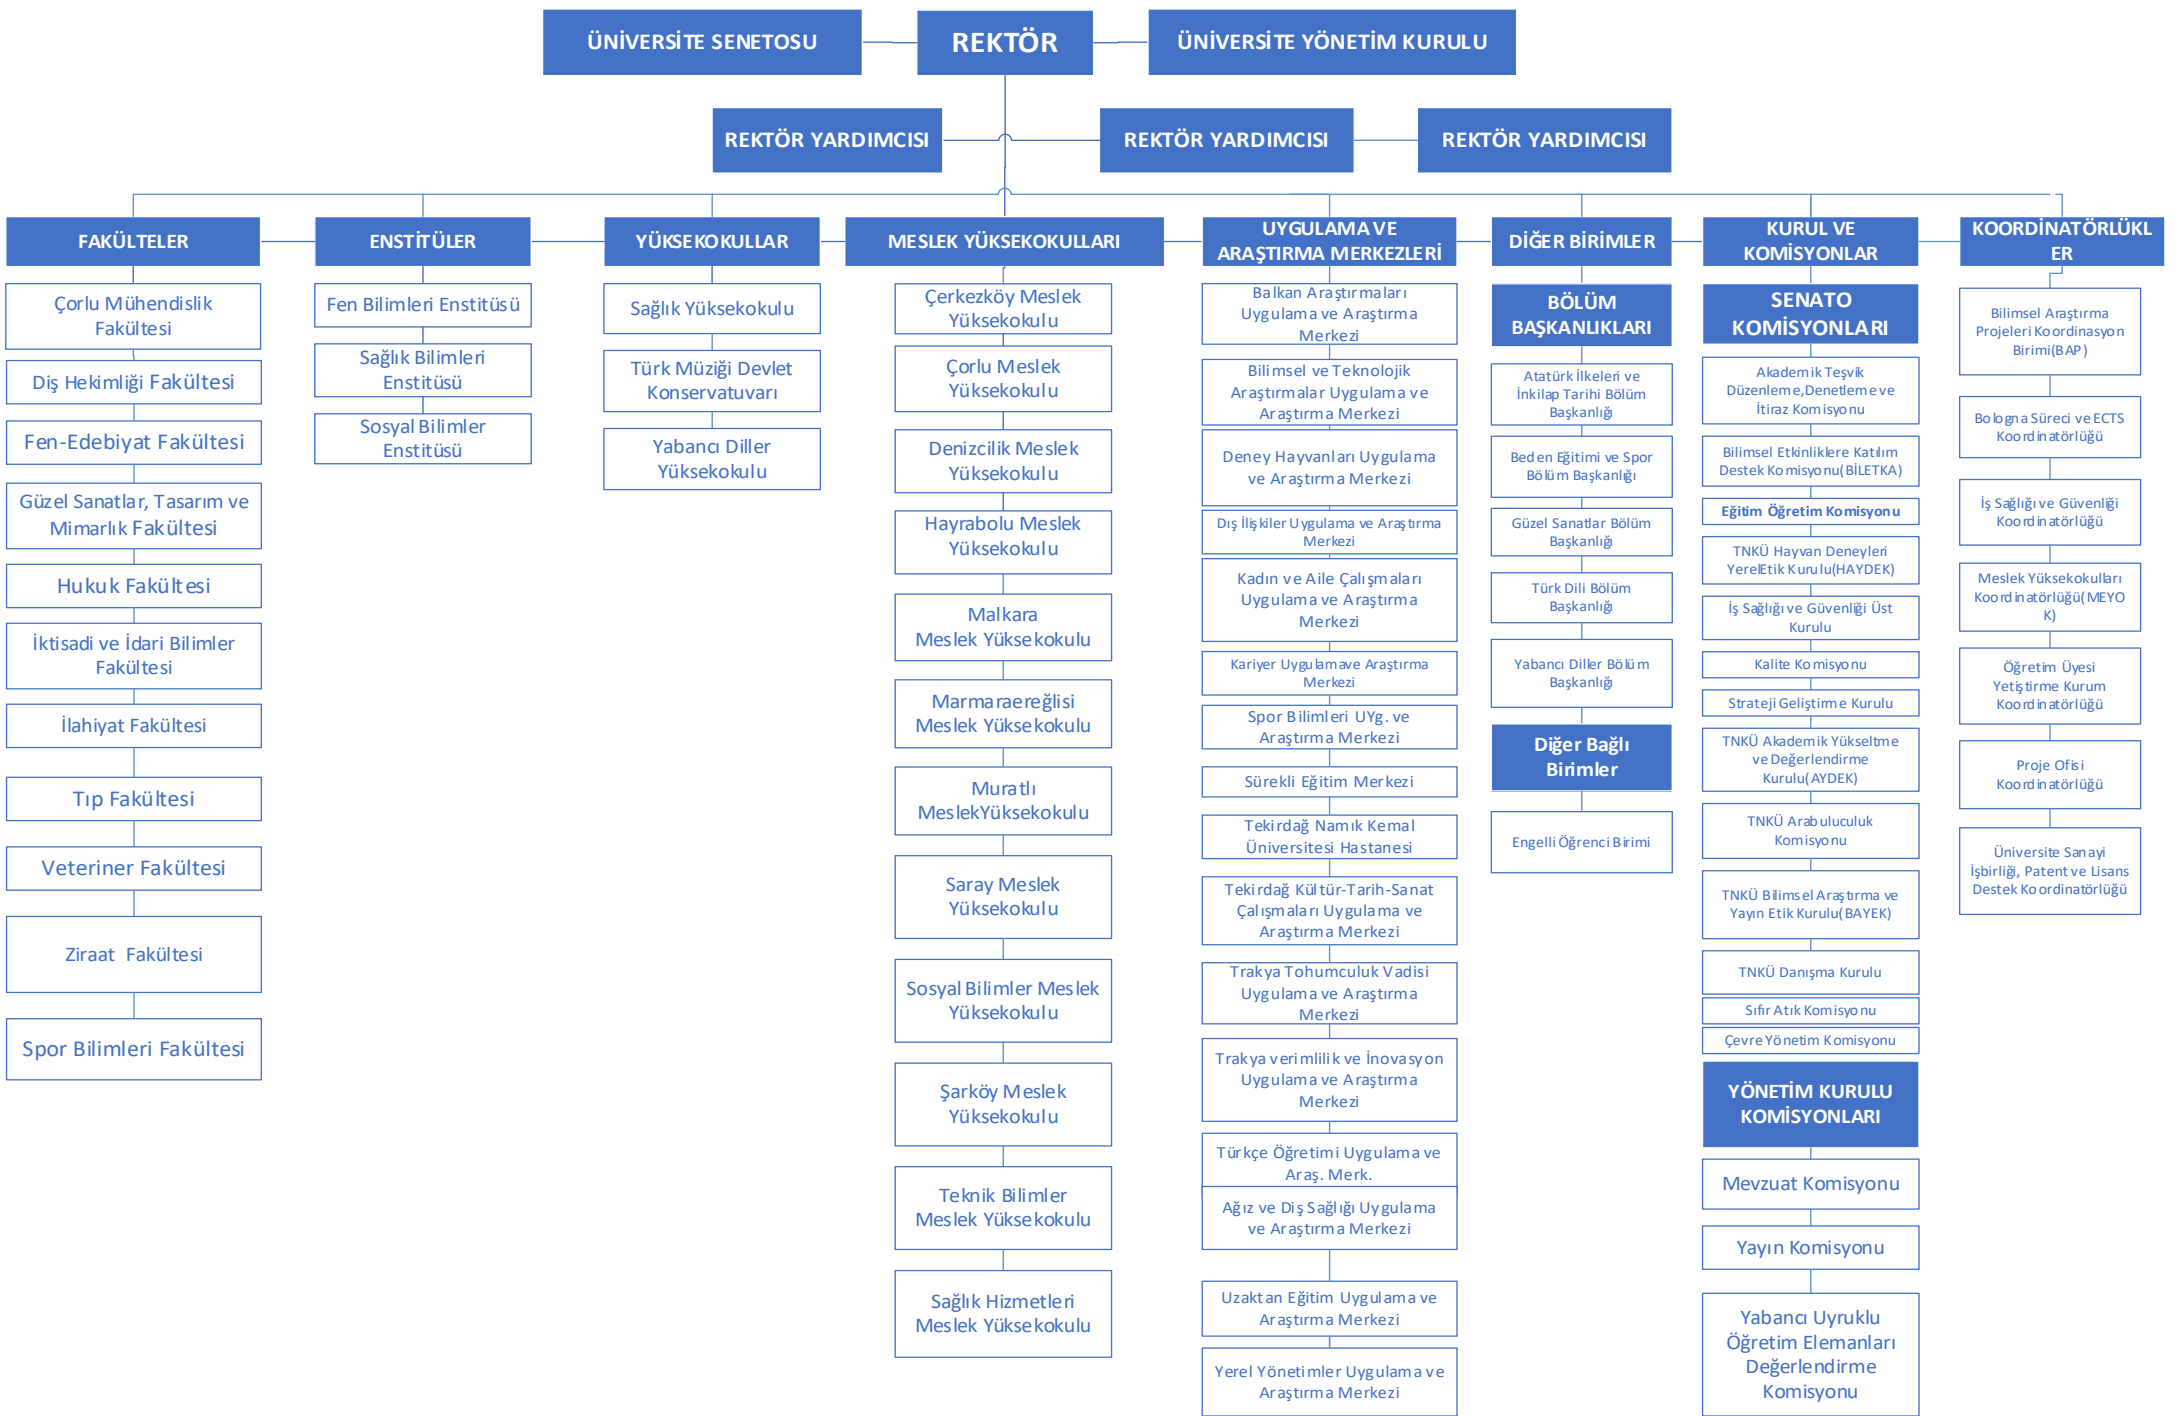 ÜNİVERSİTE SENETOSU
REKTÖR
ÜNİVERSİTE YÖNETİM KURULU
REKTÖR YARDIMCISI
REKTÖR YARDIMCISI
REKTÖR YARDIMCISI
FAKÜLTELER
Çorlu Mühendislik
Fakültesi
Diş Hekimliği Fakültesi
Fen-Edebiyat Fakültesi
Güzel Sanatlar, Tasarım ve
Mimarlık Fakültesi
Hukuk Fakültesi
İktisadi ve İdari Bilimler
Fakültesi
İlahiyat Fakültesi
Tıp Fakültesi
Veteriner Fakültesi
Ziraat Fakültesi
Spor Bilimleri Fakültesi
ENSTİTÜLER
Fen Bilimleri Enstitüsü
Sağlık Bilimleri
Enstitüsü
Sosyal Bilimler
Enstitüsü
YÜKSEKOKULLAR
Sağlık Yüksekokulu
Türk Müziği Devlet
Konservatuvarı
Yabancı Diller
Yüksekokulu
MESLEK YÜKSEKOKULLARI
Çerkezköy Meslek
Yüksekokulu
Çorlu Meslek
Yüksekokulu
Denizcilik Meslek
Yüksekokulu
Hayrabolu Meslek
Yüksekokulu
Malkara
Meslek Yüksekokulu
Marmaraereğlisi
Meslek Yüksekokulu
Muratlı
MeslekYüksekokulu
Saray Meslek
Yüksekokulu
Sosyal Bilimler Meslek
Yüksekokulu
Şarköy Meslek
Yüksekokulu
Teknik Bilimler
Meslek Yüksekokulu
Sağlık Hizmetleri
Meslek Yüksekokulu
UYGULAMA VE
ARAŞTIRMA MERKEZLERİ
Balkan Araştırmaları
Uygulama ve Araştırma
Merkezi
Bilimsel ve Teknolojik
Araştırmalar Uygulama ve
Araştırma Merkezi
Deney Hayvanları Uygulama
ve Araştırma Merkezi
Dış İlişkiler Uygulama ve Araştırma
Merkezi
Kadın ve Aile Çalışmaları
Uygulama ve Araştırma
Merkezi
Kariyer Uygulamave Araştırma
Merkezi
Spor Bilimleri UYg. ve
Araştırma Merkezi
Sürekli Eğitim Merkezi
Tekirdağ Namık Kemal
Üniversitesi Hastanesi
Tekirdağ Kültür-Tarih-Sanat
Çalışmaları Uygulama ve
Araştırma Merkezi
Trakya Tohumculuk Vadisi
Uygulama ve Araştırma
Merkezi
Trakya verimlilik ve İnovasyon
Uygulama ve Araştırma
Merkezi
Türkçe Öğretimi Uygulama ve
Araş. Merk.
Ağız ve Diş Sağlığı Uygulama
ve Araştırma Merkezi
Uzaktan Eğitim Uygulama ve
Araştırma Merkezi
Yerel Yönetimler Uygulama ve
Araştırma Merkezi
DİĞER BİRİMLER
BÖLÜM
BAŞKANLIKLARI
Atatürk İlkeleri ve
İnkilap Tarihi Bölüm
Başkanlığı
Beden Eğitimi ve Spor
Bölüm Başkanlığı
Güzel Sanatlar Bölüm
Başkanlığı
Türk Dili Bölüm
Başkanlığı
Yabancı Diller Bölüm
Başkanlığı
Diğer Bağlı
Birimler
Engelli Öğrenci Birimi
KURUL VE
KOMİSYONLAR
SENATO
KOMİSYONLARI
Akademik Teşvik
Düzenleme,Denetleme ve
İtiraz Komisyonu
Bilimsel Etkinliklere Katılım
Destek Komisyonu(BİLETKA)
Eğitim Öğretim Komisyonu
TNKÜ Hayvan Deneyleri
YerelEtik Kurulu(HAYDEK)
İş Sağlığı ve Güvenliği Üst
Kurulu
Kalite Komisyonu
Strateji Geliştirme Kurulu
TNKÜ Akademik Yükseltme
ve Değerlendirme
Kurulu(AYDEK)
TNKÜ Arabuluculuk
Komisyonu
TNKÜ Bilimsel Araştırma ve
Yayın Etik Kurulu(BAYEK)
TNKÜ Danışma Kurulu
Sıfır Atık Komisyonu
Çevre Yönetim Komisyonu
YÖNETİM KURULU
KOMİSYONLARI
Mevzuat Komisyonu
Yayın Komisyonu
Yabancı Uyruklu
Öğretim Elemanları
Değerlendirme
Komisyonu
KOORDİNATÖRLÜKL
ER
Bilimsel Araştırma
Projeleri Koordinasyon
Birimi(BAP)
Bologna Süreci ve ECTS
Koordinatörlüğü
İş Sağlığı ve Güvenliği
Koordinatörlüğü
Meslek Yüksekokulları
Koordinatörlüğü(MEYO
K)
Öğretim Üyesi
Yetiştirme Kurum
Koordinatörlüğü
Proje Ofisi
Koordinatörlüğü
Üniversite Sanayi
İşbirliği, Patent ve Lisans
Destek Koordinatörlüğü